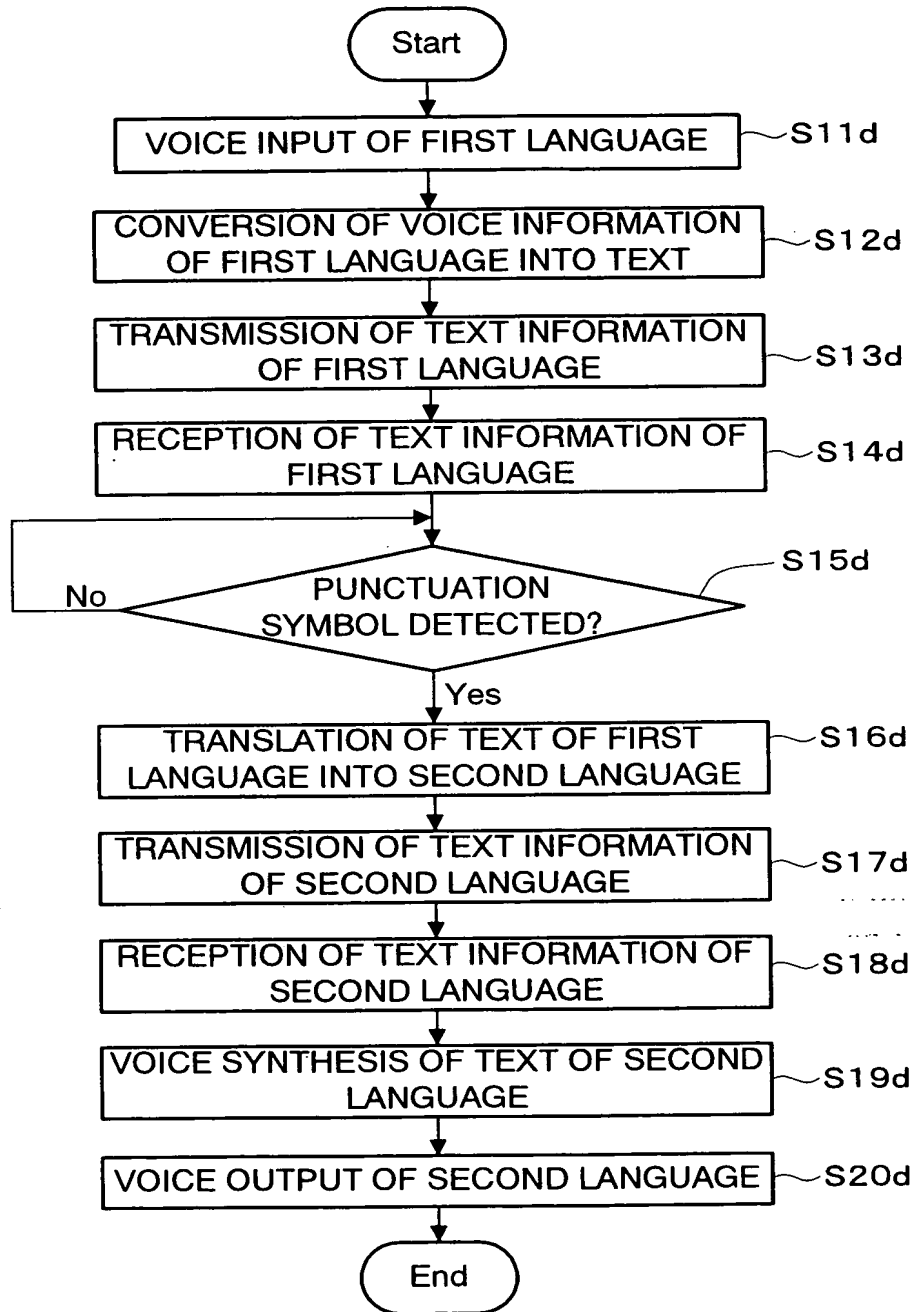 Start
VOICE INPUT OF FIRST LANGUAGE
S11d
CONVERSION OF VOICE INFORMATION
OF FIRST LANGUAGE INTO TEXT
S12d
TRANSMISSION OF TEXT INFORMATION
OF FIRST LANGUAGE
S13d
RECEPTION OF TEXT INFORMATION OF
FIRST LANGUAGE
S14d
PUNCTUATION
SYMBOL DETECTED?
S15d
No
Yes
TRANSLATION OF TEXT OF FIRST
LANGUAGE INTO SECOND LANGUAGE
S16d
TRANSMISSION OF TEXT INFORMATION
OF SECOND LANGUAGE
S17d
RECEPTION OF TEXT INFORMATION OF
SECOND LANGUAGE
S18d
VOICE SYNTHESIS OF TEXT OF SECOND
LANGUAGE
S19d
VOICE OUTPUT OF SECOND LANGUAGE
S20d
End